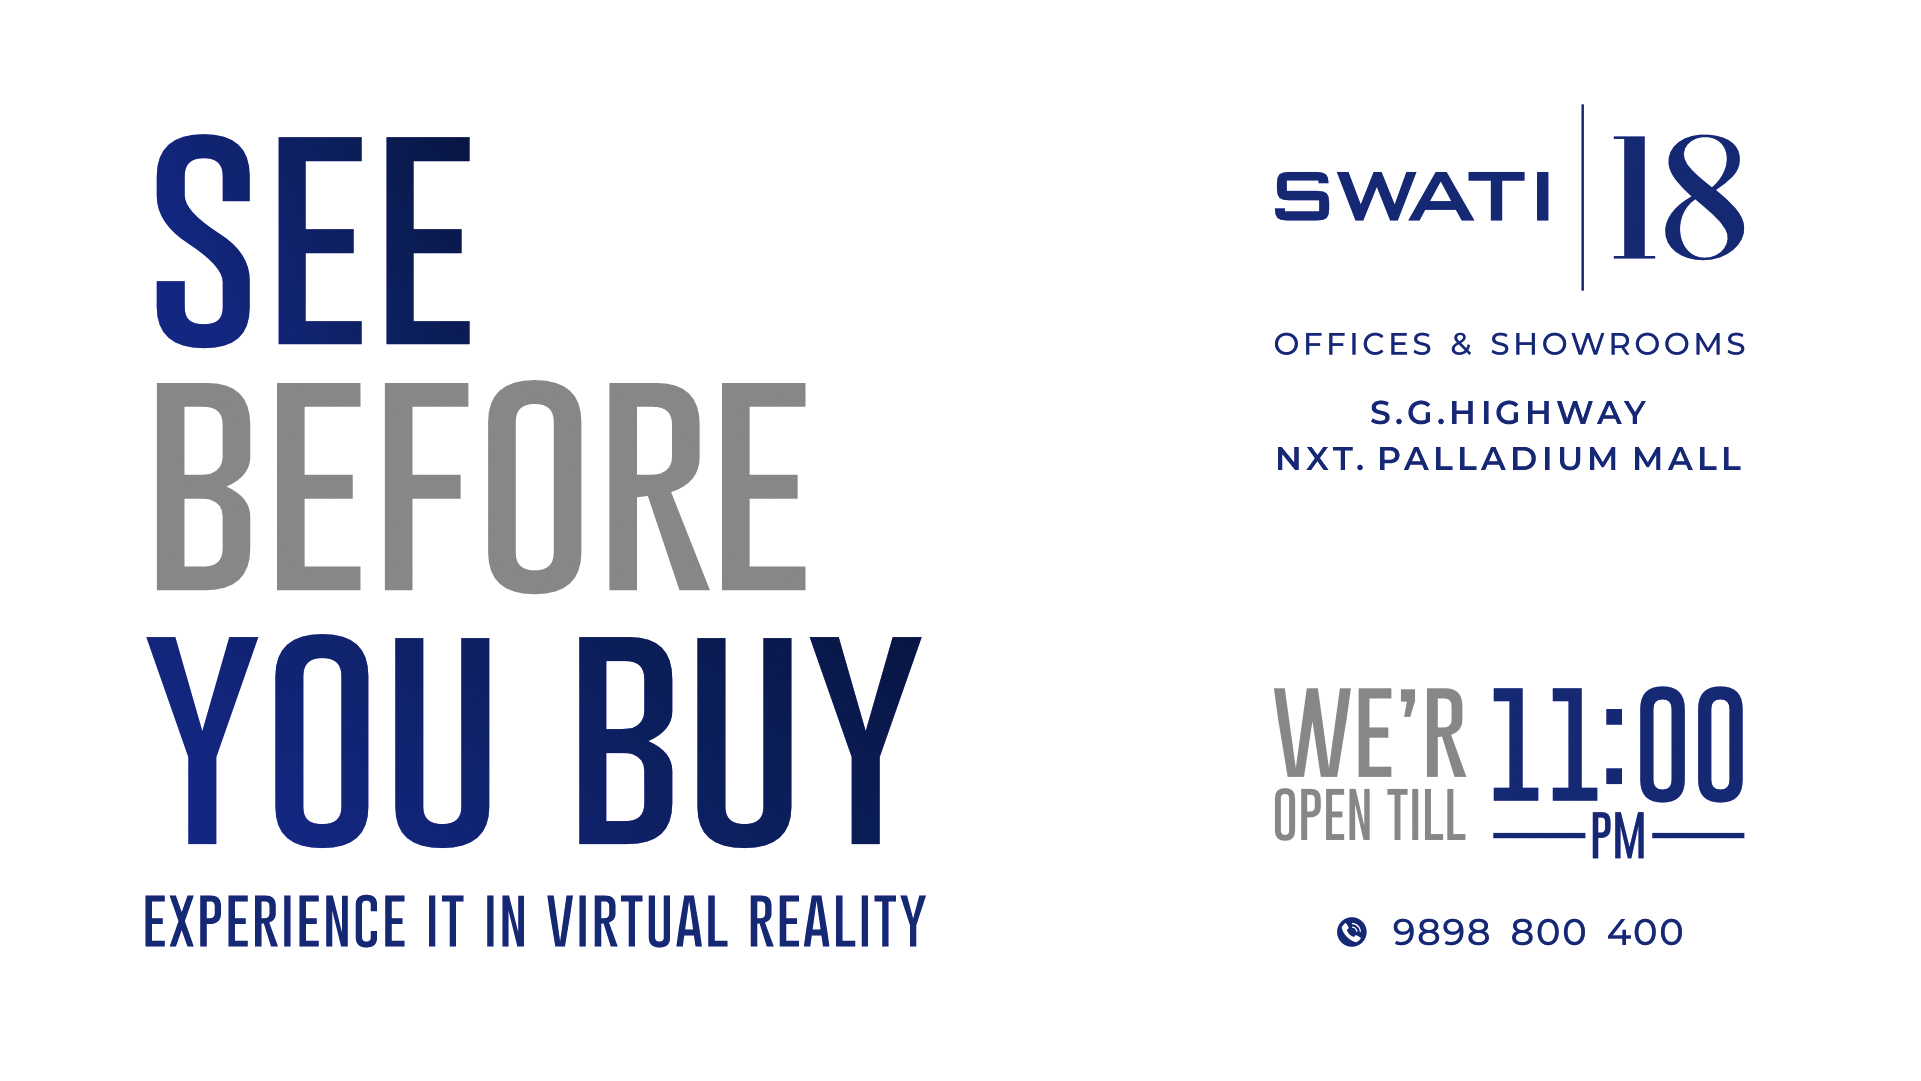 SEE
BEFORE
YOU BUY
EXPERIENCE IT IN VIRTUAL REALITY
SWATI 18
OFFICES & SHOWROOMS
S.G.HIGHWAY
NXT. PALLADIUM MALL
WE'R
OPEN TILL
11:00
PM
9898 800 400